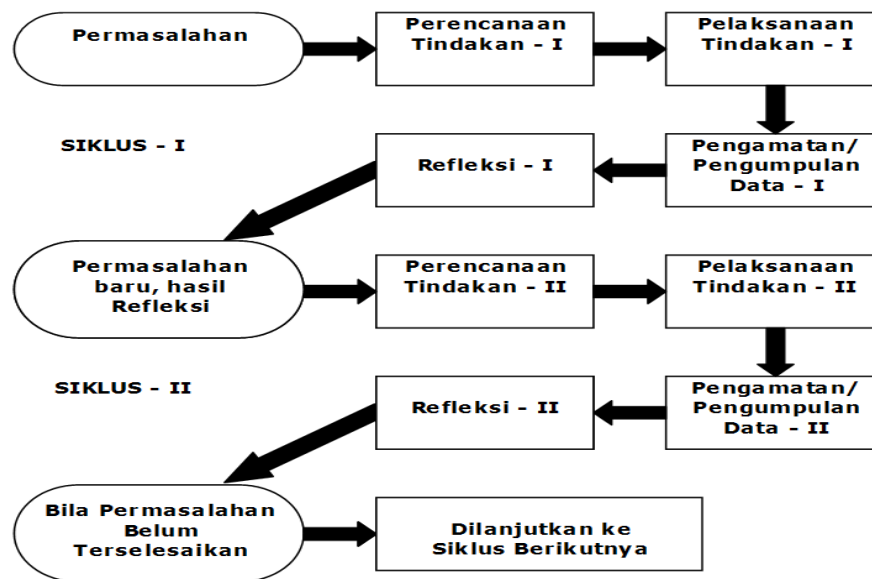 Permasalahan
Perencanaan
Tindakan - I
Pelaksanaan
Tindakan - I
SIKLUS - I
Refleksi - I
Pengamatan/
Pengumpulan
Data - I
Permasalahan
baru, hasil
Refleksi
Perencanaan
Tindakan - II
Pelaksanaan
Tindakan - II
SIKLUS - II
Refleksi - II
Pengamatan/
Pengumpulan
Data - II
Bila Permasalahan
Belum
Terselesaikan
Dilanjutkan ke
Siklus Berikutnya